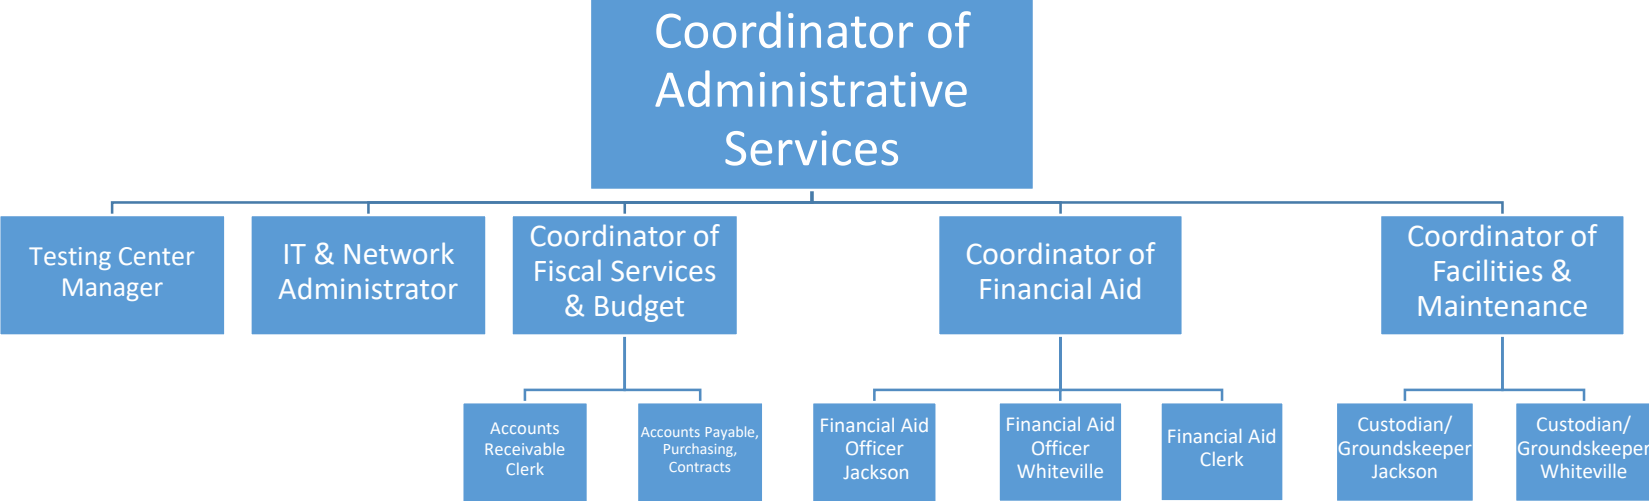 Coordinator of
Administrative
Services
Testing Center
Manager
IT & Network
Administrator
Coordinator of
Fiscal Services
& Budget
Coordinator of
Financial Aid
Coordinator of
Facilities &
Maintenance
Accounts
Receivable
Clerk
Accounts Payable,
Purchasing,
Contracts
Financial Aid
Officer
Jackson
Financial Aid
Officer
Whiteville
Financial Aid
Clerk
Custodian/
Groundskeeper
Jackson
Custodian/
Groundskeeper
Whiteville